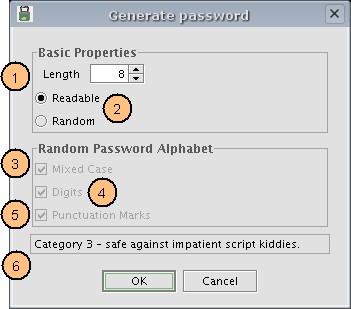 Generate password
Basic Properties
1 Length 8
Readable
2
Random
Random Password Alphabet
3 Mixed Case
Digits 4
5 Punctuation Marks
Category 3 – safe against impatient script kiddies.
6
OK Cancel